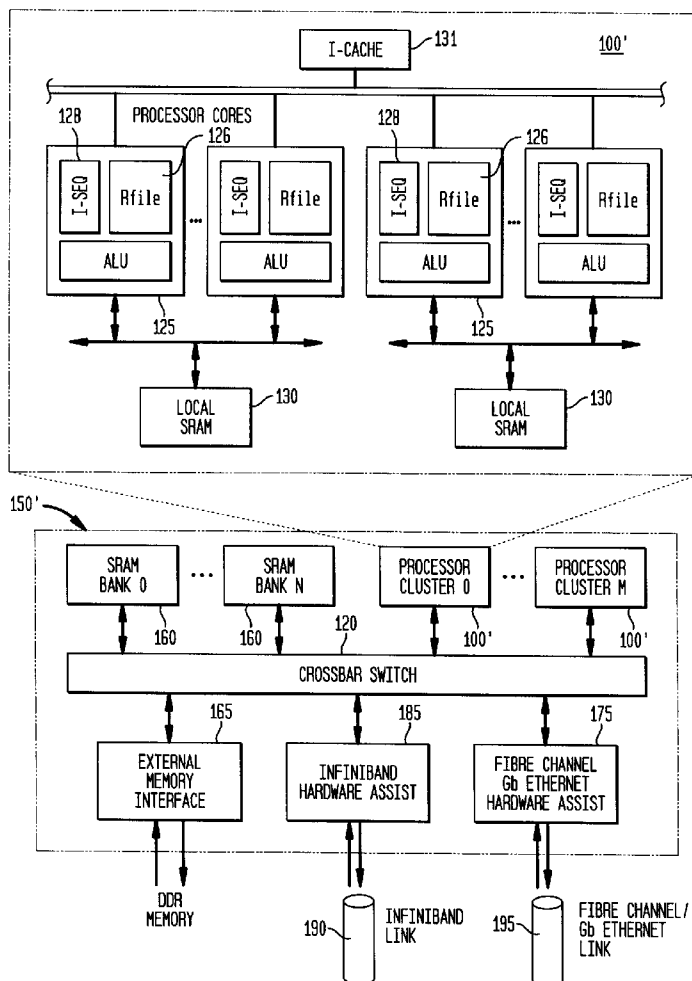 I-CACHE
131
100'
PROCESSOR CORES
128
126
128
126
I-SEQ
Rfile
...
I-SEQ
Rfile
I-SEQ
Rfile
...
I-SEQ
Rfile
ALU
ALU
ALU
ALU
125
125
LOCAL
SRAM
130
LOCAL
SRAM
130
150'
SRAM
BANK 0
...
SRAM
BANK N
PROCESSOR
CLUSTER 0
...
PROCESSOR
CLUSTER M
160
160
120
100'
100'
CROSSBAR SWITCH
165
185
175
EXTERNAL
MEMORY
INTERFACE
INFINIBAND
HARDWARE ASSIST
FIBRE CHANNEL
Gb ETHERNET
HARDWARE ASSIST
DDR
MEMORY
190
INFINIBAND
LINK
195
FIBRE CHANNEL/
Gb ETHERNET
LINK